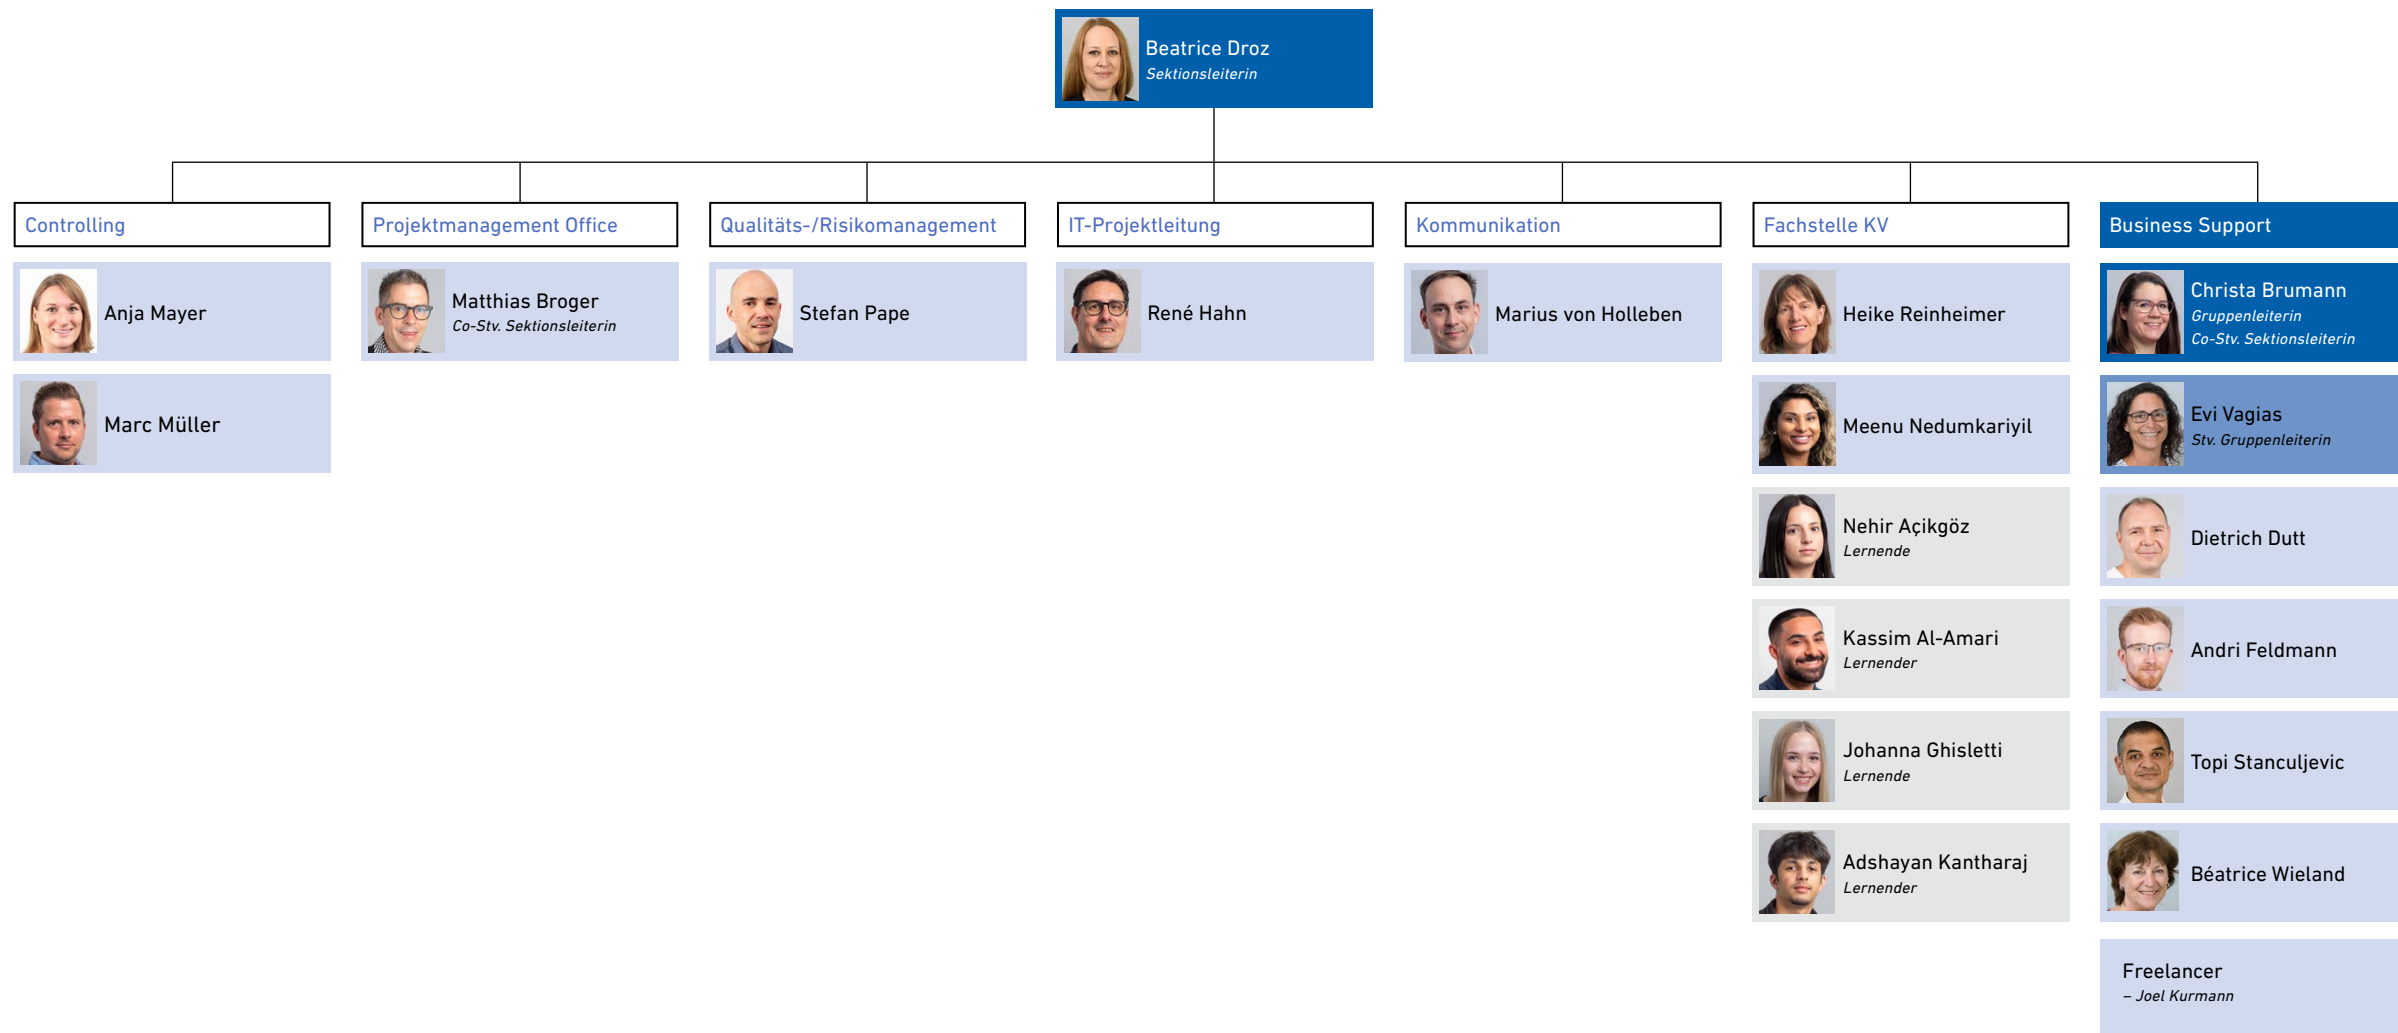 Beatrice Droz
Sektionsleiterin
Controlling
Projektmanagement Office
Qualitäts-/Risikomanagement
IT-Projektleitung
Kommunikation
Fachstelle KV
Business Support
Anja Mayer
Marc Müller
Matthias Broger
Co-Stv. Sektionsleiterin
Stefan Pape
René Hahn
Marius von Holleben
Heike Reinheimer
Meenu Nedumkariyil
Nehir Açikgöz
Lernende
Kassim Al-Amari
Lernender
Johanna Ghisletti
Lernende
Adshayan Kantharaj
Lernender
Christa Brumann
Gruppenleiterin
Co-Stv. Sektionsleiterin
Evi Vagias
Stv. Gruppenleiterin
Dietrich Dutt
Andri Feldmann
Topi Stanculjevic
Béatrice Wieland
Freelancer
– Joel Kurmann